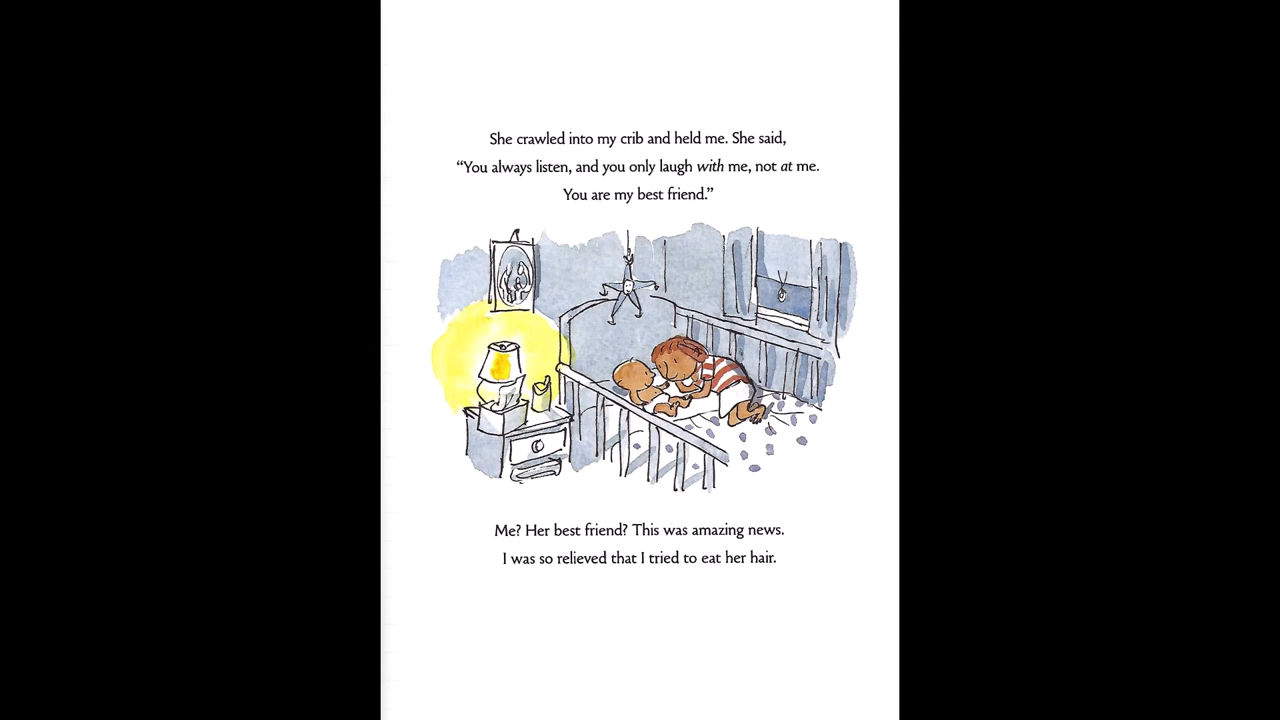 She crawled into my crib and held me. She said,
“You always listen, and you only laugh with me, not at me.
You are my best friend.”
Me? Her best friend? This was amazing news.
I was so relieved that I tried to eat her hair.